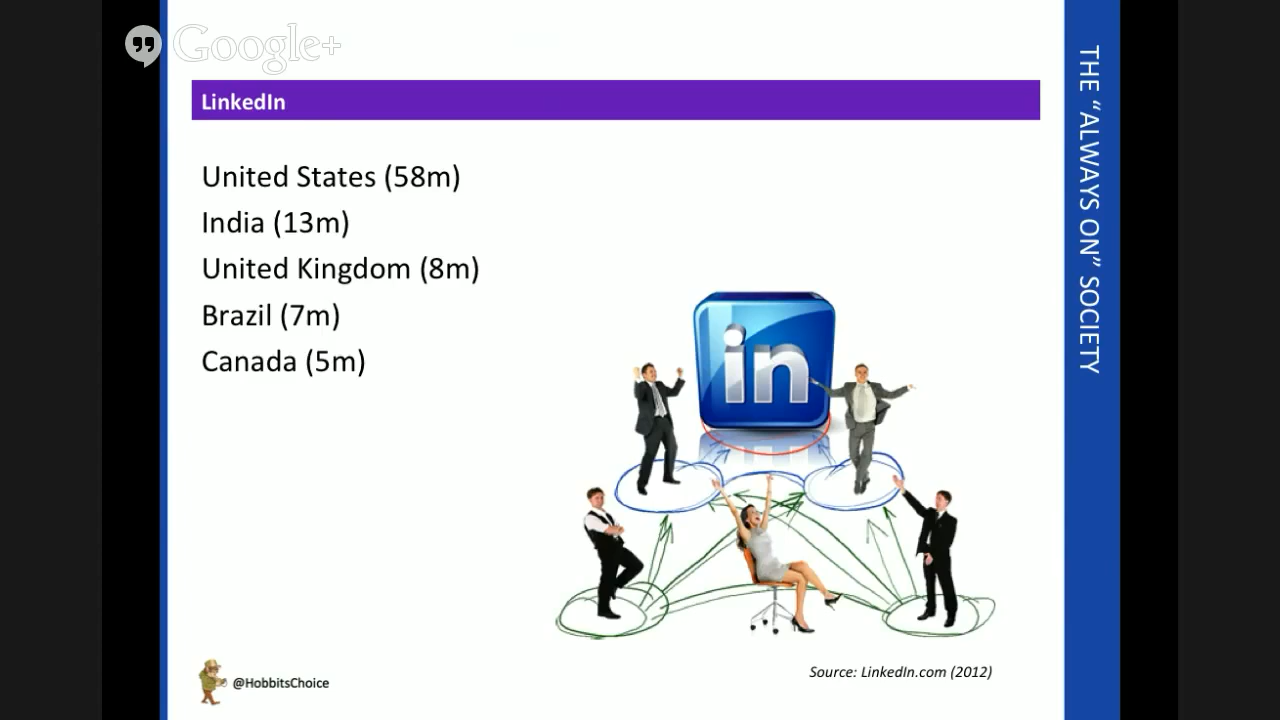 Google+
LinkedIn
United States (58m)
India (13m)
United Kingdom (8m)
Brazil (7m)
Canada (5m)
in
THE “ALWAYS ON” SOCIETY
@HobbitsChoice
Source: LinkedIn.com (2012)